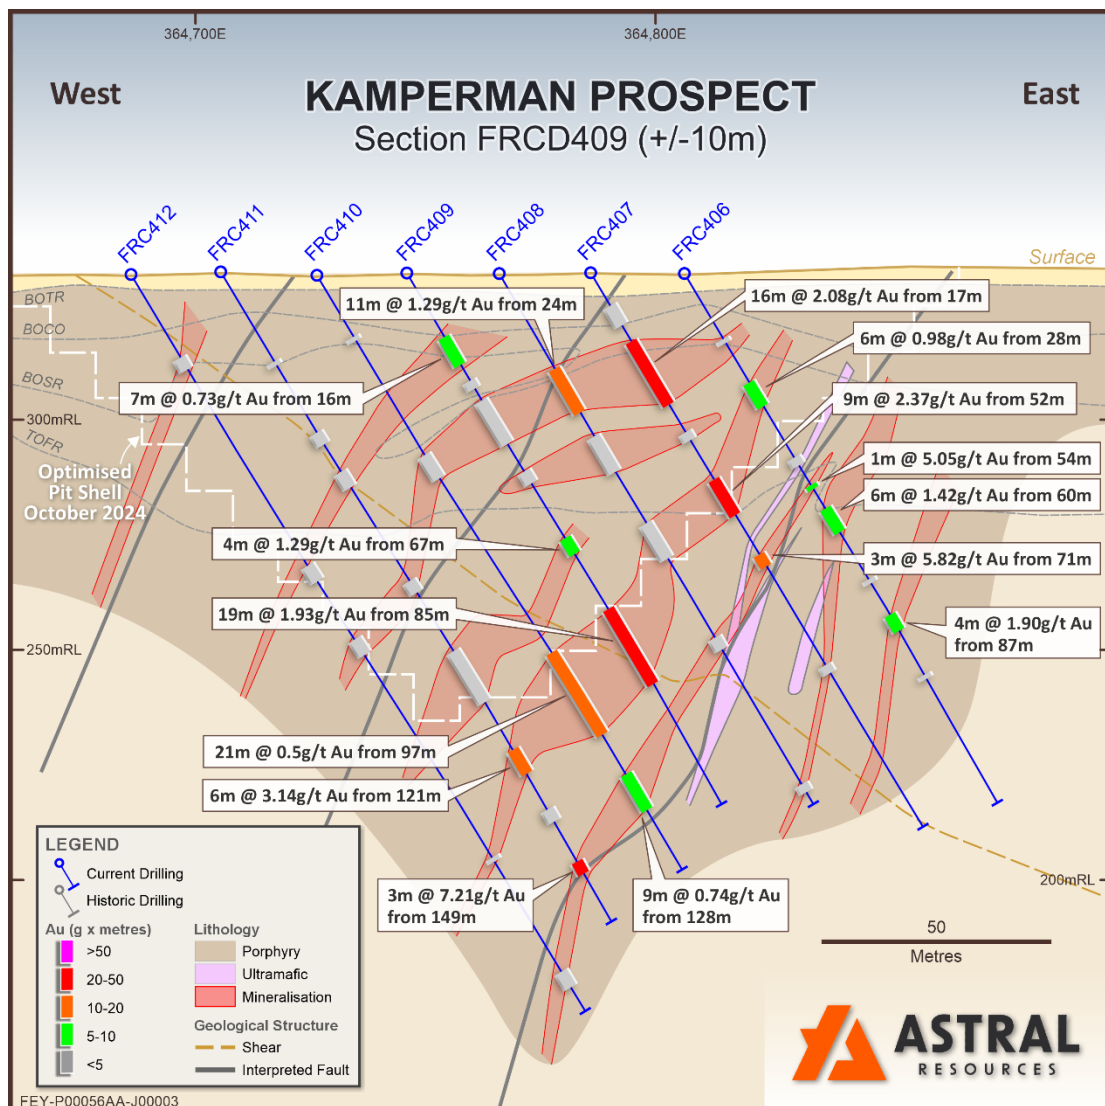 364,700E
364,800E
West
KAMPERMAN PROSPECT
East
Section FRCD409 (+/-10m)
FRC412
FRC411
FRC410
FRC409
FRC408
FRC407
FRC406
Surface
BOTR
11m @ 1.29g/t Au from 24m
16m @ 2.08g/t Au from 17m
BOCO
6m @ 0.98g/t Au from 28m
BOSR
7m @ 0.73g/t Au from 16m
9m @ 2.37g/t Au from 52m
300mRL
TOFR
Optimised
Pit Shell
October 2024
1m @ 5.05g/t Au from 54m
6m @ 1.42g/t Au from 60m
4m @ 1.29g/t Au from 67m
3m @ 5.82g/t Au from 71m
19m @ 1.93g/t Au from 85m
4m @ 1.90g/t Au
from 87m
250mRL
21m @ 0.5g/t Au from 97m
6m @ 3.14g/t Au from 121m
3m @ 7.21g/t Au
from 149m
9m @ 0.74g/t Au
from 128m
200mRL
LEGEND
Current Drilling
Historic Drilling
Au (g x metres)
>50
20-50
10-20
5-10
<5
Lithology
Porphyry
Ultramafic
Mineralisation
Geological Structure
Shear
Interpreted Fault
50
Metres
ASTRAL
RESOURCES
FEY-P00056AA-J00003